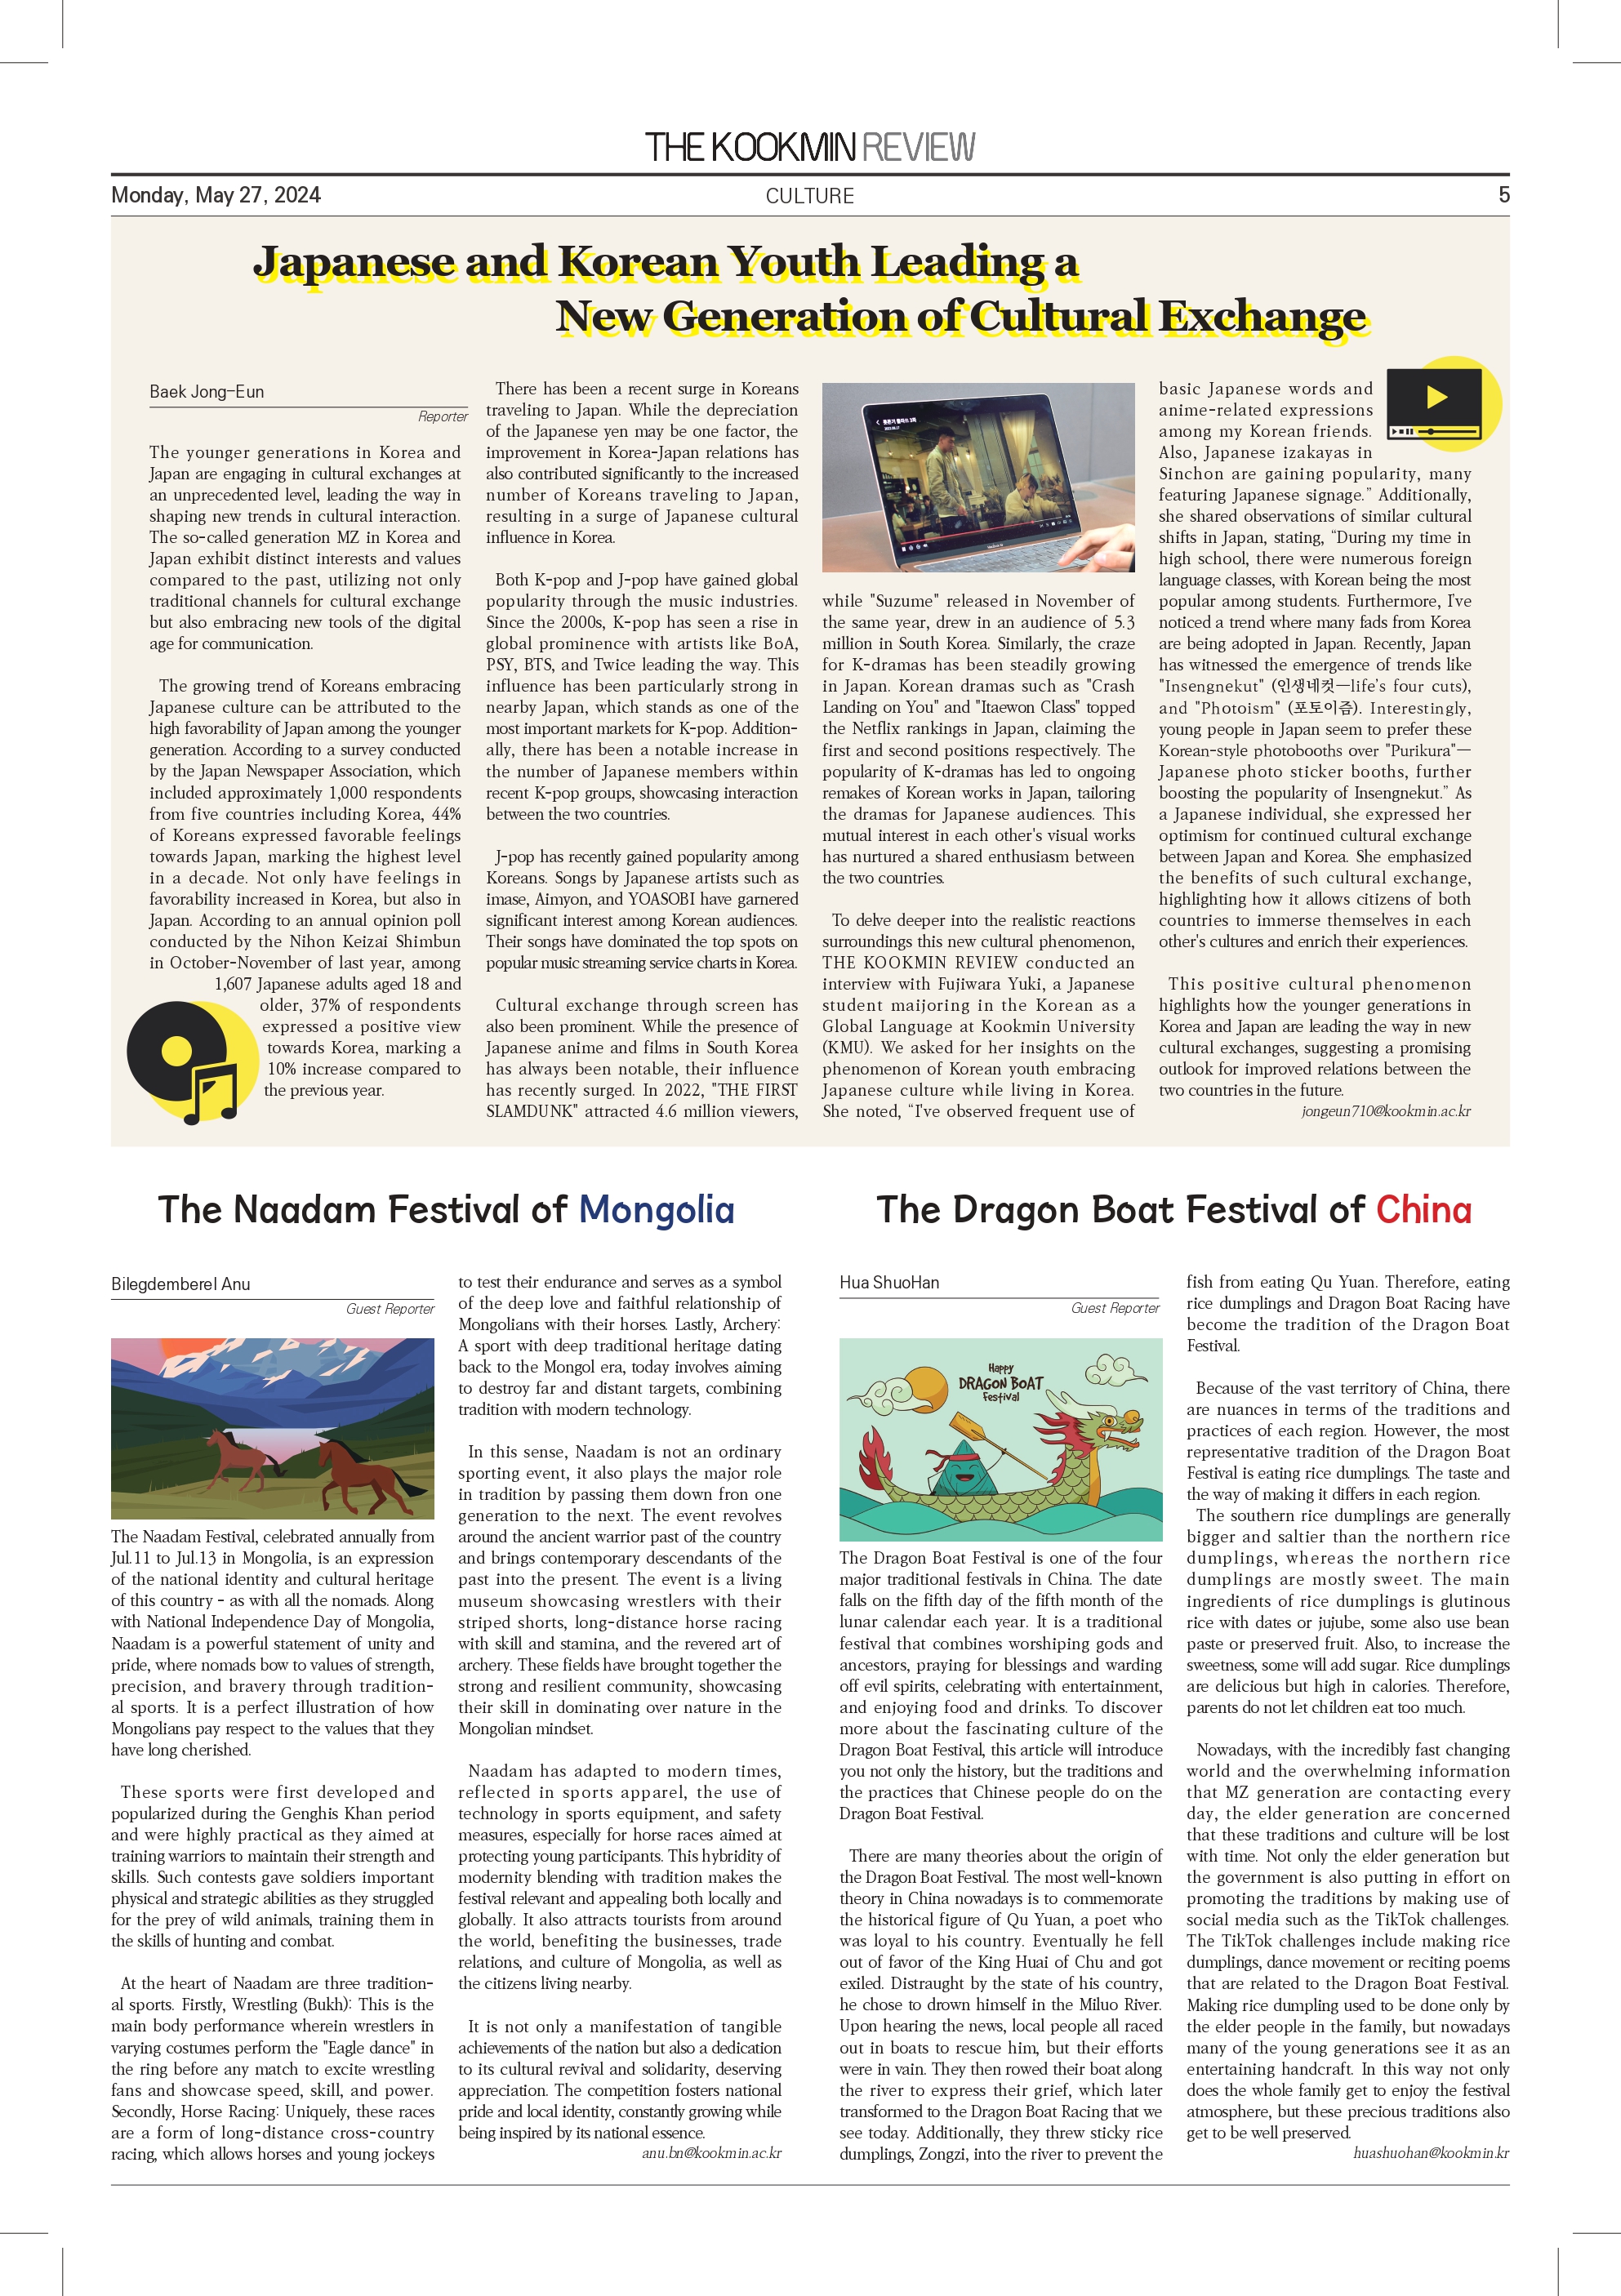 THE KOOKMIN REVIEW
Monday, May 27, 2024
CULTURE
5
Japanese and Korean Youth Leading a
New Generation of Cultural Exchange
Baek Jong-Eun
Reporter
The younger generations in Korea and
Japan are engaging in cultural exchanges at
an unprecedented level, leading the way in
shaping new trends in cultural interaction.
The so-called generation MZ in Korea and
Japan exhibit distinct interests and values
compared to the past, utilizing not only
traditional channels for cultural exchange
but also embracing new tools of the digital
age for communication.
The growing trend of Koreans embracing
Japanese culture can be attributed to the
high favorability of Japan among the younger
generation. According to a survey conducted
by the Japan Newspaper Association, which
included approximately 1,000 respondents
from five countries including Korea, 44%
of Koreans expressed favorable feelings
towards Japan, marking the highest level
in a decade. Not only have feelings in
favorability increased in Korea, but also in
Japan. According to an annual opinion poll
conducted by the Nihon Keizai Shimbun
in October-November of last year, among
1,607 Japanese adults aged 18 and
older, 37% of respondents
expressed a positive view
towards Korea, marking a
10% increase compared to
the previous year.
There has been a recent surge in Koreans
traveling to Japan. While the depreciation
of the Japanese yen may be one factor, the
improvement in Korea-Japan relations has
also contributed significantly to the increased
number of Koreans traveling to Japan,
resulting in a surge of Japanese cultural
influence in Korea.
Both K-pop and J-pop have gained global
popularity through the music industries.
Since the 2000s, K-pop has seen a rise in
global prominence with artists like BoA,
PSY, BTS, and Twice leading the way. This
influence has been particularly strong in
nearby Japan, which stands as one of the
most important markets for K-pop. Addition-
ally, there has been a notable increase in
the number of Japanese members within
recent K-pop groups, showcasing interaction
between the two countries.
J-pop has recently gained popularity among
Koreans. Songs by Japanese artists such as
imase, Aimyon, and YOASOBI have garnered
significant interest among Korean audiences.
Their songs have dominated the top spots on
popular music streaming service charts in Korea.
Cultural exchange through screen has
also been prominent. While the presence of
Japanese anime and films in South Korea
has always been notable, their influence
has recently surged. In 2022, "THE FIRST
SLAMDUNK" attracted 4.6 million viewers,
while "Suzume" released in November of
the same year, drew in an audience of 5.3
million in South Korea. Similarly, the craze
for K-dramas has been steadily growing
in Japan. Korean dramas such as "Crash
Landing on You" and "Itaewon Class" topped
the Netflix rankings in Japan, claiming the
first and second positions respectively. The
popularity of K-dramas has led to ongoing
remakes of Korean works in Japan, tailoring
the dramas for Japanese audiences. This
mutual interest in each other's visual works
has nurtured a shared enthusiasm between
the two countries.
To delve deeper into the realistic reactions
surroundings this new cultural phenomenon,
THE KOOKMIN REVIEW conducted an
interview with Fujiwara Yuki, a Japanese
student maijoring in the Korean as a
Global Language at Kookmin University
(KMU). We asked for her insights on the
phenomenon of Korean youth embracing
Japanese culture while living in Korea.
She noted, “I've observed frequent use of
basic Japanese words and
anime-related expressions
among my Korean friends.
Also, Japanese izakayas in
Sinchon are gaining popularity, many
featuring Japanese signage.” Additionally,
she shared observations of similar cultural
shifts in Japan, stating, “During my time in
high school, there were numerous foreign
language classes, with Korean being the most
popular among students. Furthermore, I've
noticed a trend where many fads from Korea
are being adopted in Japan. Recently, Japan
has witnessed the emergence of trends like
"Insengnekut" (인생네컷—life’s four cuts),
and "Photoism" (포토이즘). Interestingly,
young people in Japan seem to prefer these
Korean-style photobooths over "Purikura"—
Japanese photo sticker booths, further
boosting the popularity of Insengnekut.” As
a Japanese individual, she expressed her
optimism for continued cultural exchange
between Japan and Korea. She emphasized
the benefits of such cultural exchange,
highlighting how it allows citizens of both
countries to immerse themselves in each
other's cultures and enrich their experiences.
This positive cultural phenomenon
highlights how the younger generations in
Korea and Japan are leading the way in new
cultural exchanges, suggesting a promising
outlook for improved relations between the
two countries in the future.
jongeun710@kookmin.ac.kr
The Naadam Festival of Mongolia
Bilegdemberel Anu
Guest Reporter
The Naadam Festival, celebrated annually from
Jul.11 to Jul.13 in Mongolia, is an expression
of the national identity and cultural heritage
of this country - as with all the nomads. Along
with National Independence Day of Mongolia,
Naadam is a powerful statement of unity and
pride, where nomads bow to values of strength,
precision, and bravery through tradition-
al sports. It is a perfect illustration of how
Mongolians pay respect to the values that they
have long cherished.
These sports were first developed and
popularized during the Genghis Khan period
and were highly practical as they aimed at
training warriors to maintain their strength and
skills. Such contests gave soldiers important
physical and strategic abilities as they struggled
for the prey of wild animals, training them in
the skills of hunting and combat.
At the heart of Naadam are three tradition-
al sports. Firstly, Wrestling (Bukh): This is the
main body performance wherein wrestlers in
varying costumes perform the "Eagle dance" in
the ring before any match to excite wrestling
fans and showcase speed, skill, and power.
Secondly, Horse Racing: Uniquely, these races
are a form of long-distance cross-country
racing, which allows horses and young jockeys
to test their endurance and serves as a symbol
of the deep love and faithful relationship of
Mongolians with their horses. Lastly, Archery:
A sport with deep traditional heritage dating
back to the Mongol era, today involves aiming
to destroy far and distant targets, combining
tradition with modern technology.
In this sense, Naadam is not an ordinary
sporting event, it also plays the major role
in tradition by passing them down fron one
generation to the next. The event revolves
around the ancient warrior past of the country
and brings contemporary descendants of the
past into the present. The event is a living
museum showcasing wrestlers with their
striped shorts, long-distance horse racing
with skill and stamina, and the revered art of
archery. These fields have brought together the
strong and resilient community, showcasing
their skill in dominating over nature in the
Mongolian mindset.
Naadam has adapted to modern times,
reflected in sports apparel, the use of
technology in sports equipment, and safety
measures, especially for horse races aimed at
protecting young participants. This hybridity of
modernity blending with tradition makes the
festival relevant and appealing both locally and
globally. It also attracts tourists from around
the world, benefiting the businesses, trade
relations, and culture of Mongolia, as well as
the citizens living nearby.
It is not only a manifestation of tangible
achievements of the nation but also a dedication
to its cultural revival and solidarity, deserving
appreciation. The competition fosters national
pride and local identity, constantly growing while
being inspired by its national essence.
anu.bn@kookmin.ac.kr
The Dragon Boat Festival of China
Hua ShuoHan
Guest Reporter
Happy
DRAGON BOAT
festival
The Dragon Boat Festival is one of the four
major traditional festivals in China. The date
falls on the fifth day of the fifth month of the
lunar calendar each year. It is a traditional
festival that combines worshiping gods and
ancestors, praying for blessings and warding
off evil spirits, celebrating with entertainment,
and enjoying food and drinks. To discover
more about the fascinating culture of the
Dragon Boat Festival, this article will introduce
you not only the history, but the traditions and
the practices that Chinese people do on the
Dragon Boat Festival.
There are many theories about the origin of
the Dragon Boat Festival. The most well-known
theory in China nowadays is to commemorate
the historical figure of Qu Yuan, a poet who
was loyal to his country. Eventually he fell
out of favor of the King Huai of Chu and got
exiled. Distraught by the state of his country,
he chose to drown himself in the Miluo River.
Upon hearing the news, local people all raced
out in boats to rescue him, but their efforts
were in vain. They then rowed their boat along
the river to express their grief, which later
transformed to the Dragon Boat Racing that we
see today. Additionally, they threw sticky rice
dumplings, Zongzi, into the river to prevent the
fish from eating Qu Yuan. Therefore, eating
rice dumplings and Dragon Boat Racing have
become the tradition of the Dragon Boat
Festival.
Because of the vast territory of China, there
are nuances in terms of the traditions and
practices of each region. However, the most
representative tradition of the Dragon Boat
Festival is eating rice dumplings. The taste and
the way of making it differs in each region.
The southern rice dumplings are generally
bigger and saltier than the northern rice
dumplings, whereas the northern rice
dumplings are mostly sweet. The main
ingredients of rice dumplings is glutinous
rice with dates or jujube, some also use bean
paste or preserved fruit. Also, to increase the
sweetness, some will add sugar. Rice dumplings
are delicious but high in calories. Therefore,
parents do not let children eat too much.
Nowadays, with the incredibly fast changing
world and the overwhelming information
that MZ generation are contacting every
day, the elder generation are concerned
that these traditions and culture will be lost
with time. Not only the elder generation but
the government is also putting in effort on
promoting the traditions by making use of
social media such as the TikTok challenges.
The TikTok challenges include making rice
dumplings, dance movement or reciting poems
that are related to the Dragon Boat Festival.
Making rice dumpling used to be done only by
the elder people in the family, but nowadays
many of the young generations see it as an
entertaining handcraft. In this way not only
does the whole family get to enjoy the festival
atmosphere, but these precious traditions also
get to be well preserved.
huashuohan@kookmin.kr